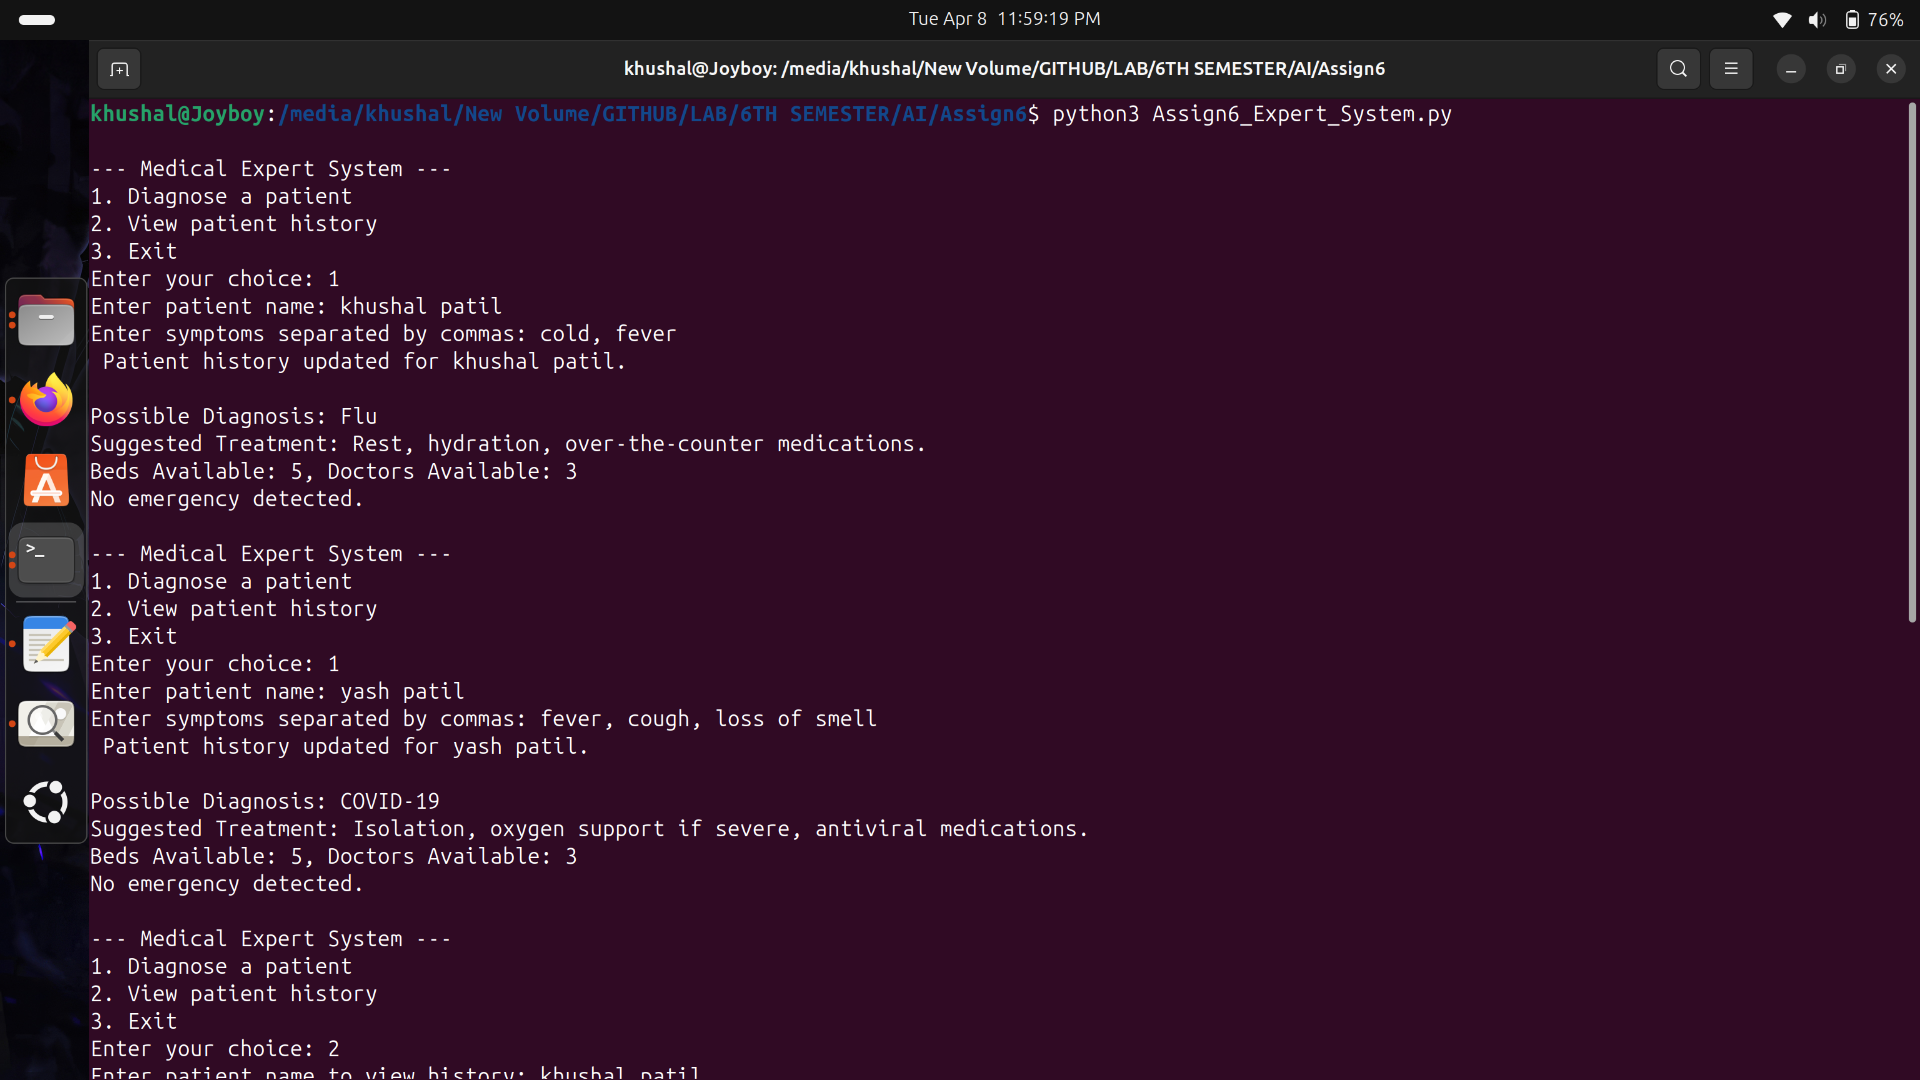 Tue Apr 8 11:59:19 PM
76%
khushal@Joyboy: /media/khushal/New Volume/GITHUB/LAB/6TH SEMESTER/AI/Assign6
khushal@Joyboy:/media/khushal/New Volume/GITHUB/LAB/6TH SEMESTER/AI/Assign6$ python3 Assign6_Expert_System.py
--- Medical Expert System ---
1. Diagnose a patient
2. View patient history
3. Exit
Enter your choice: 1
Enter patient name: khushal patil
Enter symptoms separated by commas: cold, fever
Patient history updated for khushal patil.
Possible Diagnosis: Flu
Suggested Treatment: Rest, hydration, over-the-counter medications.
Beds Available: 5, Doctors Available: 3
No emergency detected.
--- Medical Expert System ---
1. Diagnose a patient
2. View patient history
3. Exit
Enter your choice: 1
Enter patient name: yash patil
Enter symptoms separated by commas: fever, cough, loss of smell
Patient history updated for yash patil.
Possible Diagnosis: COVID-19
Suggested Treatment: Isolation, oxygen support if severe, antiviral medications.
Beds Available: 5, Doctors Available: 3
No emergency detected.
--- Medical Expert System ---
1. Diagnose a patient
2. View patient history
3. Exit
Enter your choice: 2
Enter patient name to view history: khushal patil